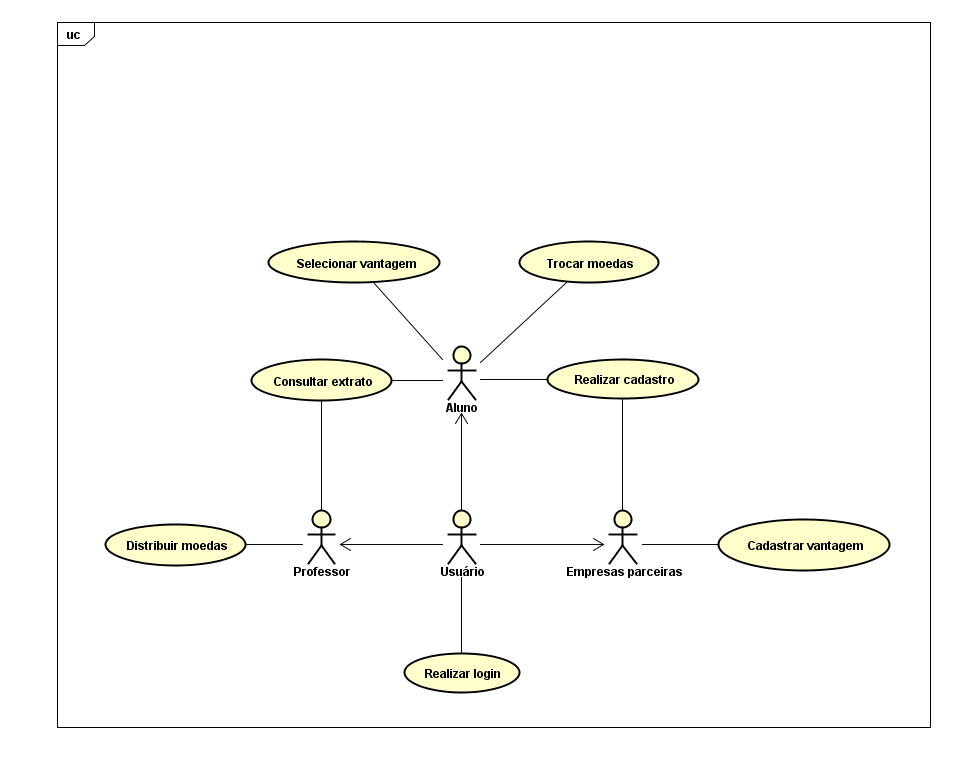 uc
Selecionar vantagem
Trocar moedas
Consultar extrato
Realizar cadastro
Aluno
Distribuir moedas
Cadastrar vantagem
Professor
Usuário
Empresas parceiras
Realizar login